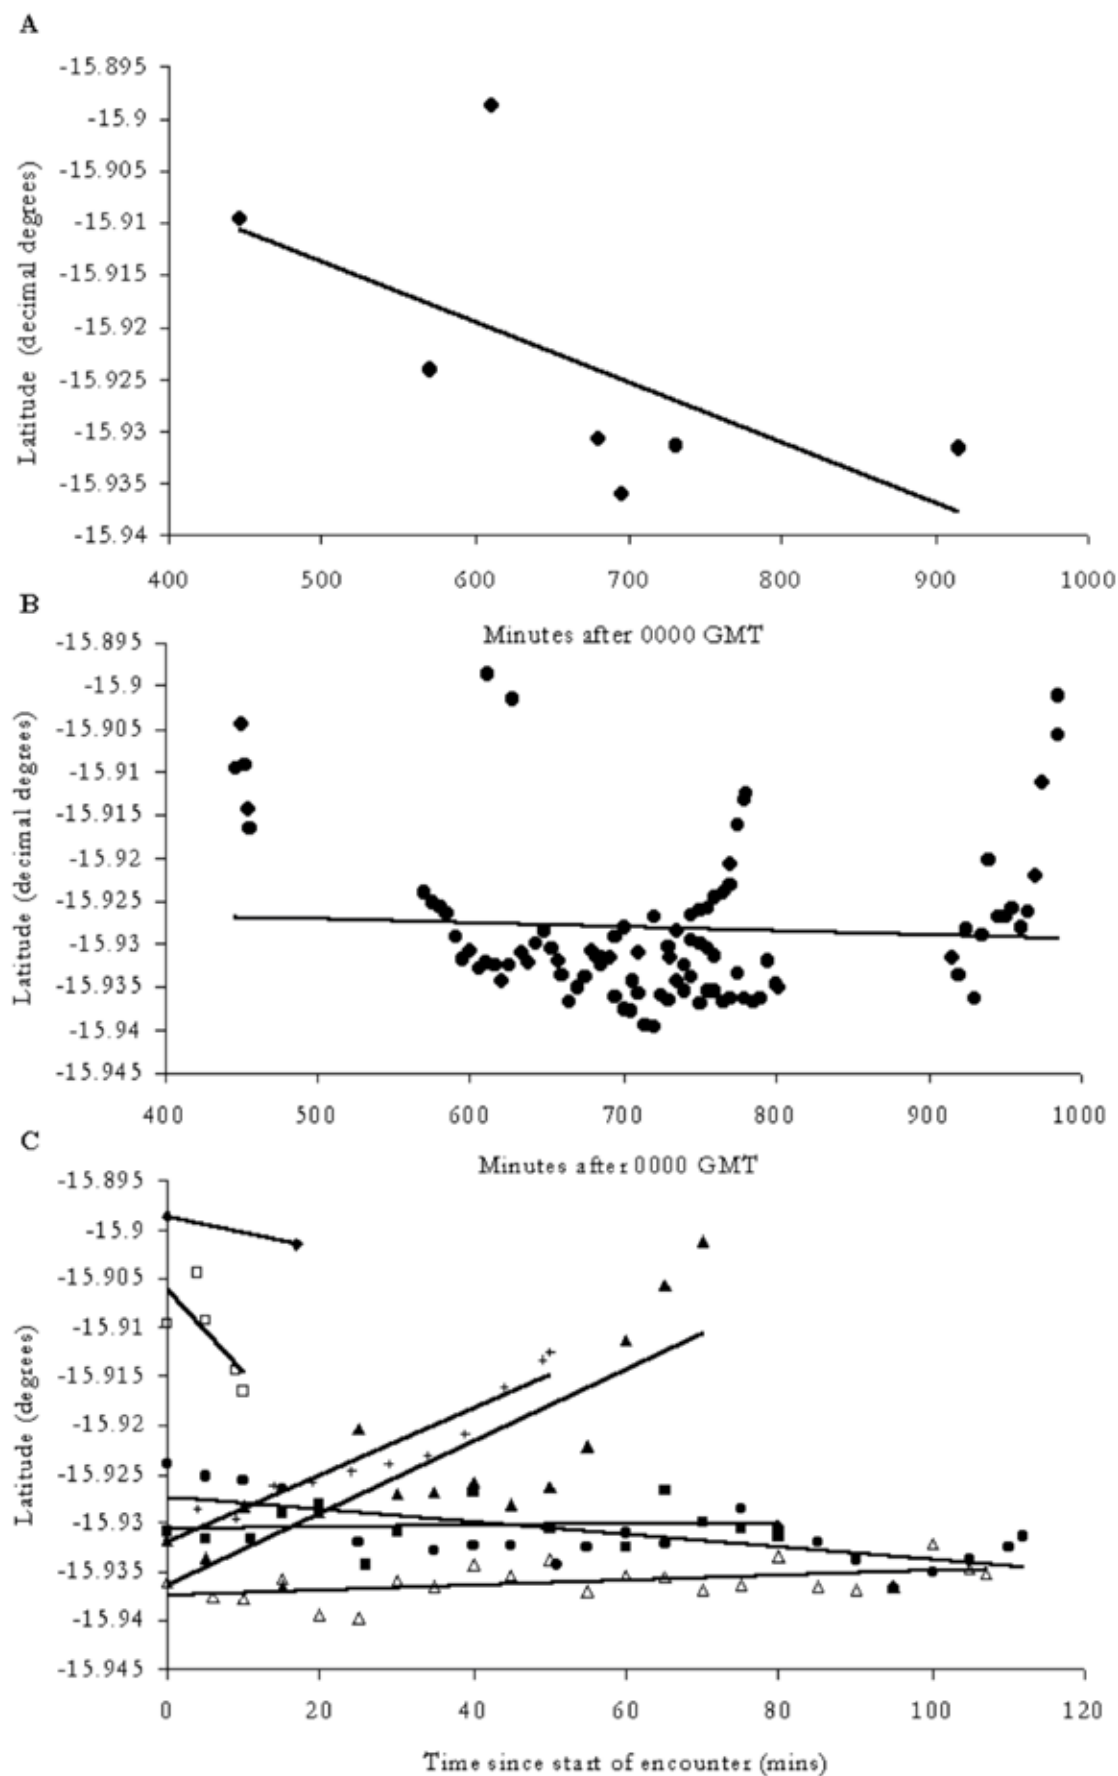 A
-15.895
-15.9
-15.905
-15.91
-15.915
-15.92
-15.925
-15.93
-15.935
-15.94
Latitude (decimal degrees)
400 500 600 700 800 900 1000
Minutes after 0000 GMT
B
-15.895
-15.9
-15.905
-15.91
-15.915
-15.92
-15.925
-15.93
-15.935
-15.94
-15.945
Latitude (decimal degrees)
400 500 600 700 800 900 1000
Minutes after 0000 GMT
C
-15.895
-15.9
-15.905
-15.91
-15.915
-15.92
-15.925
-15.93
-15.935
-15.94
-15.945
Latitude (degrees)
0 20 40 60 80 100 120
Time since start of encounter (mins)